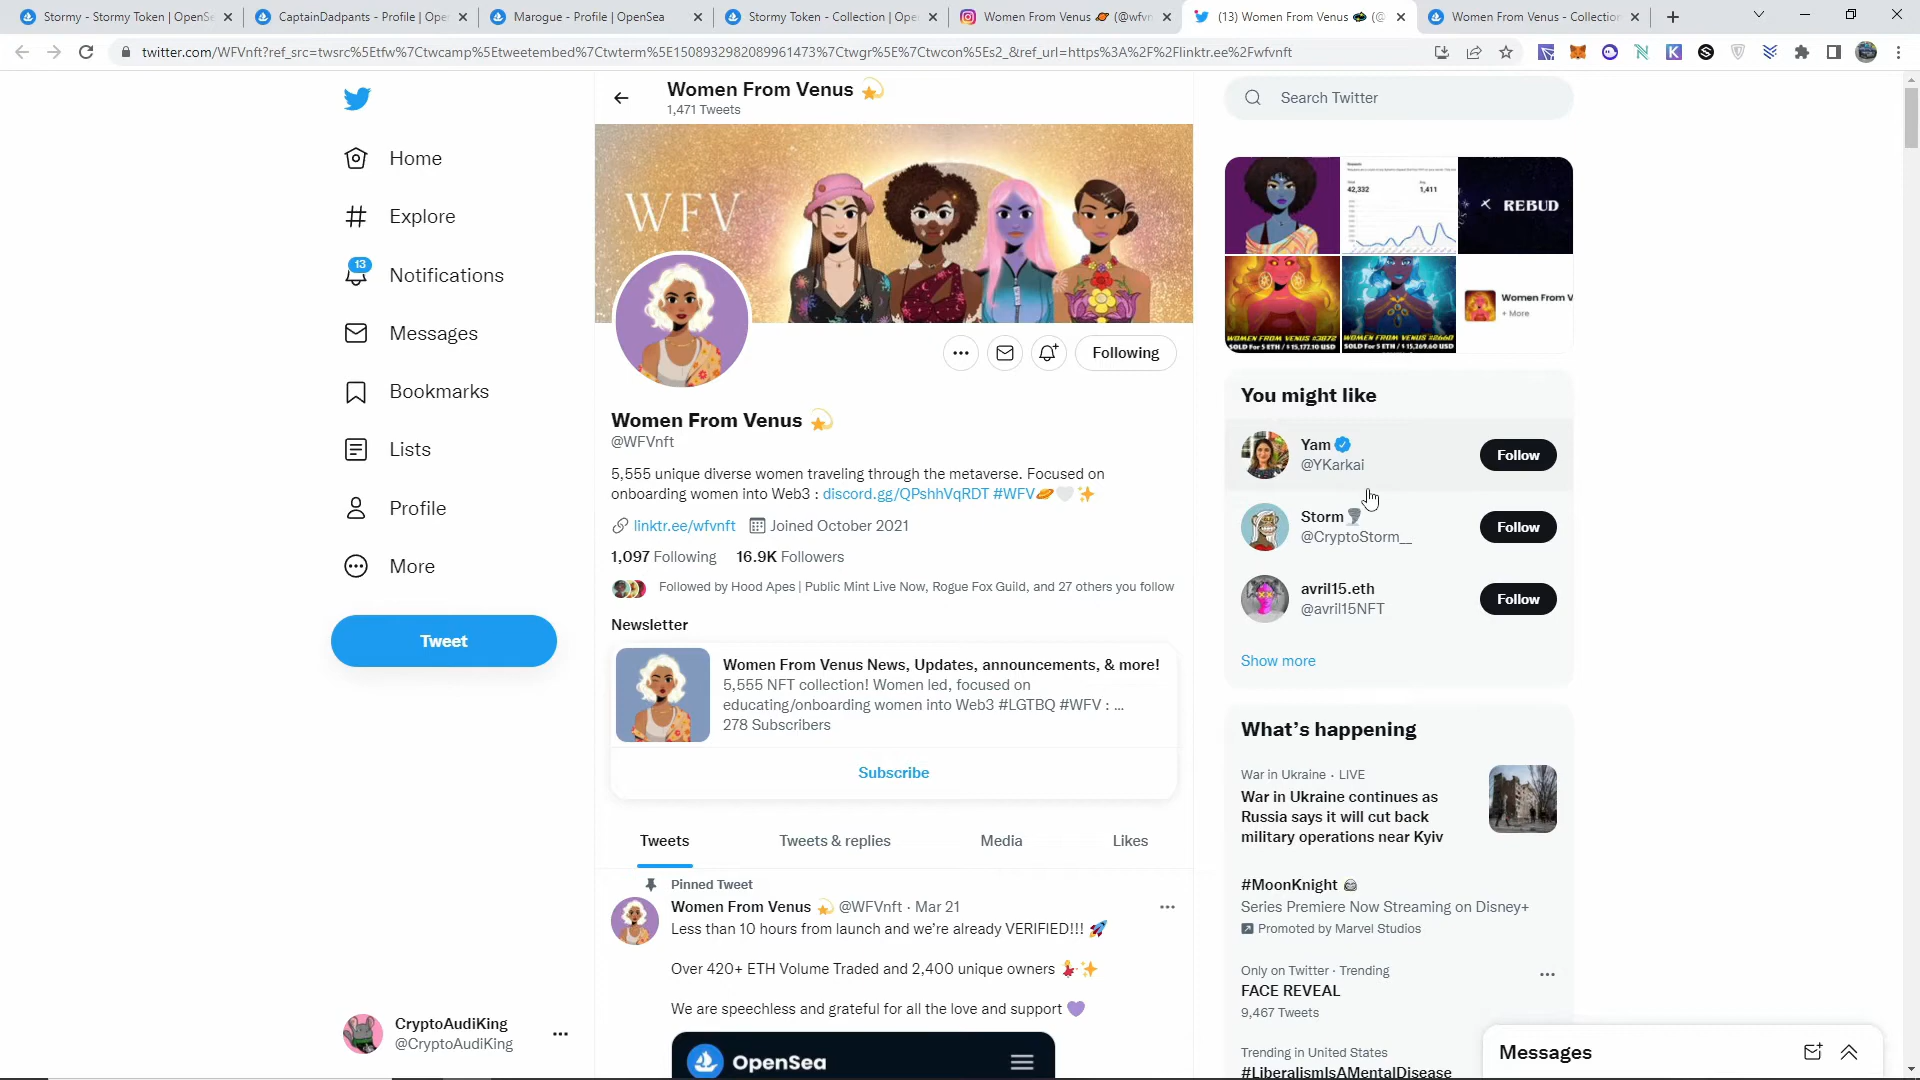 Stormy - Stormy Token | OpenSe
CaptainDadpants - Profile | Ope
Marogue - Profile | OpenSea
Stormy Token - Collection | Ope
Women From Venus 🪐 (@wfvn
(13) Women From Venus (@
Women From Venus - Collection
twitter.com/WFVnft?ref_src=twsrc%5Etfw%7Ctwcamp%5Etweetembed%7Ctwterm%5E1508932982089961473%7Ctwgr%5E%7Ctwcon%5Es2_&ref_url=https%3A%2F%2Flinktr.ee%2Fwfvnft
Home
Explore
13
Notifications
Messages
Bookmarks
Lists
Profile
More
Tweet
CryptoAudiKing
@CryptoAudiKing
Women From Venus 💫
1,471 Tweets
WFV
Following
Women From Venus 💫
@WFVnft
5,555 unique diverse women traveling through the metaverse. Focused on
onboarding women into Web3 : discord.gg/QPshhVqRDT #WFV🪐🤍✨
linktr.ee/wfvnft Joined October 2021
1,097 Following 16.9K Followers
Followed by Hood Apes | Public Mint Live Now, Rogue Fox Guild, and 27 others you follow
Newsletter
Women From Venus News, Updates, announcements, & more!
5,555 NFT collection! Women led, focused on
educating/onboarding women into Web3 #LGTBQ #WFV : ...
278 Subscribers
Subscribe
Tweets
Tweets & replies
Media
Likes
Pinned Tweet
Women From Venus 💫 @WFVnft · Mar 21
Less than 10 hours from launch and we're already VERIFIED!!! 🚀
Over 420+ ETH Volume Traded and 2,400 unique owners 💃✨
We are speechless and grateful for all the love and support 💜
OpenSea
Search Twitter
42,332
1,411
REBUD
WOMEN FROM VENUS #3872
SOLD For 5 ETH / $ 15,177.10 USD
WOMEN FROM VENUS #2660
SOLD For 5 ETH / $ 15,269.60 USD
Women From V
+ More
You might like
Yam
@YKarkai
Follow
Storm🌪
@CryptoStorm__
Follow
avril15.eth
@avril15NFT
Follow
Show more
What's happening
War in Ukraine · LIVE
War in Ukraine continues as
Russia says it will cut back
military operations near Kyiv
#MoonKnight
Series Premiere Now Streaming on Disney+
Promoted by Marvel Studios
Only on Twitter · Trending
FACE REVEAL
9,467 Tweets
Trending in United States
#LiberalismIsAMentalDisease
Messages